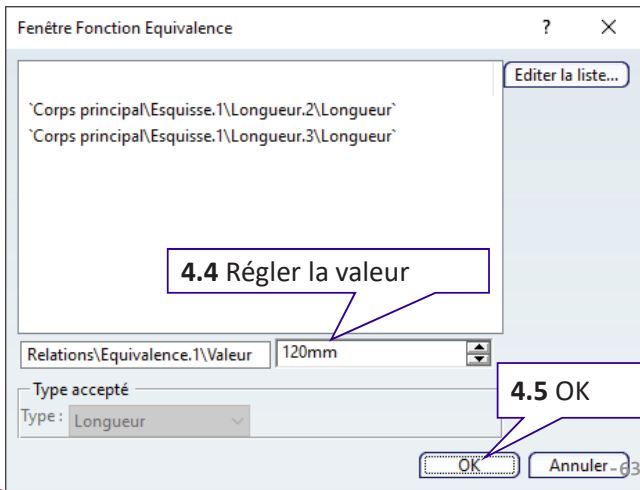 Fenêtre Fonction Equivalence ? ×
Editer la liste...
`Corps principal\Esquisse.1\Longueur.2\Longueur`
`Corps principal\Esquisse.1\Longueur.3\Longueur`
4.4 Régler la valeur
Relations\Equivalence.1\Valeur 120mm
Type accepté
4.5 OK
Type : Longueur
OK Annuler
-63